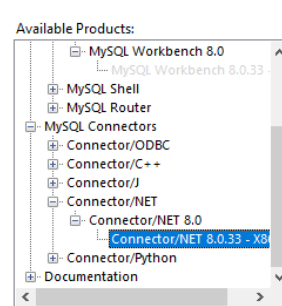 Available Products:
MySQL Workbench 8.0
MySQL Workbench 8.0.33 -
MySQL Shell
MySQL Router
MySQL Connectors
Connector/ODBC
Connector/C++
Connector/J
Connector/NET
Connector/NET 8.0
Connector/NET 8.0.33 - X86
Connector/Python
Documentation